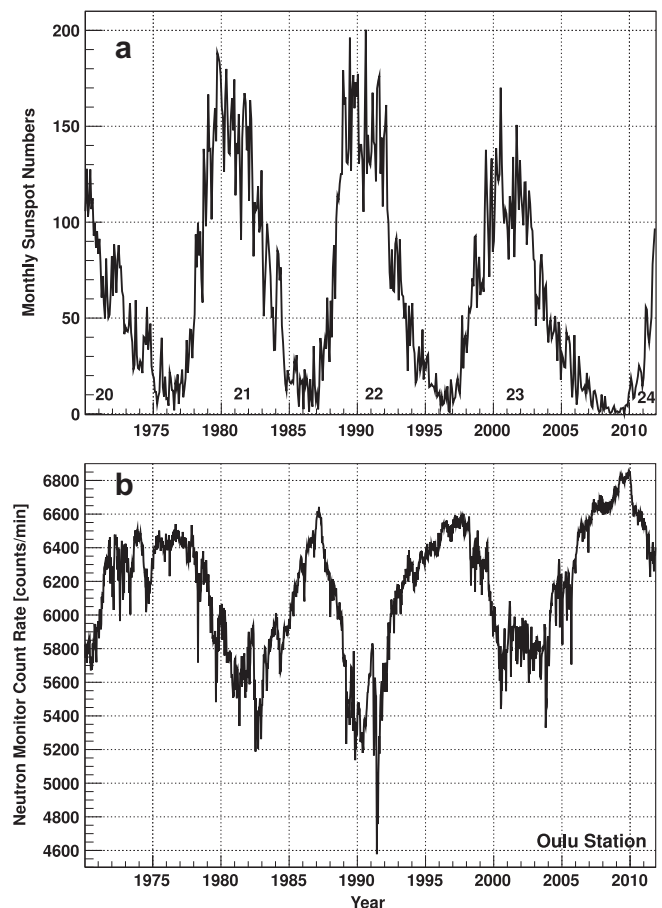 a
Monthly Sunspot Numbers
200
150
100
50
0
20 21 22 23 24
1975 1980 1985 1990 1995 2000 2005 2010
b
Neutron Monitor Count Rate [counts/min]
6800
6600
6400
6200
6000
5800
5600
5400
5200
5000
4800
4600
Oulu Station
1975 1980 1985 1990 1995 2000 2005 2010
Year